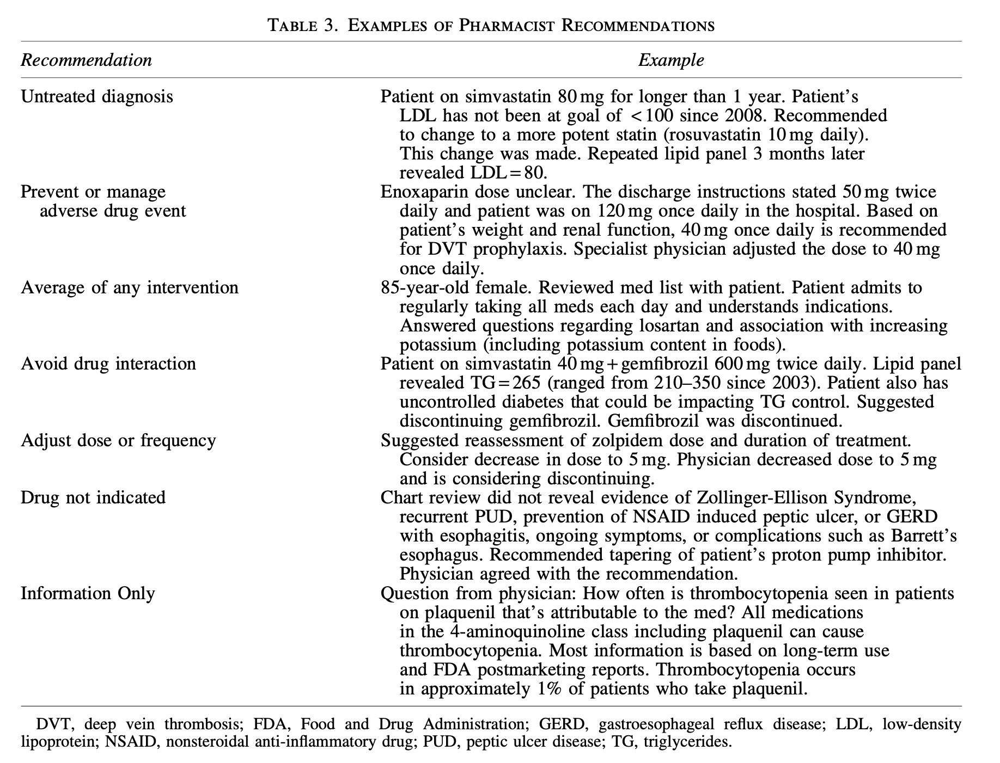 TABLE 3. EXAMPLES OF PHARMACIST RECOMMENDATIONS
Recommendation Example
Untreated diagnosis Patient on simvastatin 80 mg for longer than 1 year. Patient’s
LDL has not been at goal of <100 since 2008. Recommended
to change to a more potent statin (rosuvastatin 10 mg daily).
This change was made. Repeated lipid panel 3 months later
revealed LDL = 80.
Prevent or manage Enoxaparin dose unclear. The discharge instructions stated 50 mg twice
adverse drug event daily and patient was on 120 mg once daily in the hospital. Based on
patient’s weight and renal function, 40 mg once daily is recommended
for DVT prophylaxis. Specialist physician adjusted the dose to 40 mg
once daily.
Average of any intervention 85-year-old female. Reviewed med list with patient. Patient admits to
regularly taking all meds each day and understands indications.
Answered questions regarding losartan and association with increasing
potassium (including potassium content in foods).
Avoid drug interaction Patient on simvastatin 40 mg + gemfibrozil 600 mg twice daily. Lipid panel
revealed TG = 265 (ranged from 210–350 since 2003). Patient also has
uncontrolled diabetes that could be impacting TG control. Suggested
discontinuing gemfibrozil. Gemfibrozil was discontinued.
Adjust dose or frequency Suggested reassessment of zolpidem dose and duration of treatment.
Consider decrease in dose to 5 mg. Physician decreased dose to 5 mg
and is considering discontinuing.
Drug not indicated Chart review did not reveal evidence of Zollinger-Ellison Syndrome,
recurrent PUD, prevention of NSAID induced peptic ulcer, or GERD
with esophagitis, ongoing symptoms, or complications such as Barrett’s
esophagus. Recommended tapering of patient’s proton pump inhibitor.
Physician agreed with the recommendation.
Information Only Question from physician: How often is thrombocytopenia seen in patients
on plaquenil that’s attributable to the med? All medications
in the 4-aminoquinoline class including plaquenil can cause
thrombocytopenia. Most information is based on long-term use
and FDA postmarketing reports. Thrombocytopenia occurs
in approximately 1% of patients who take plaquenil.
DVT, deep vein thrombosis; FDA, Food and Drug Administration; GERD, gastroesophageal reflux disease; LDL, low-density
lipoprotein; NSAID, nonsteroidal anti-inflammatory drug; PUD, peptic ulcer disease; TG, triglycerides.